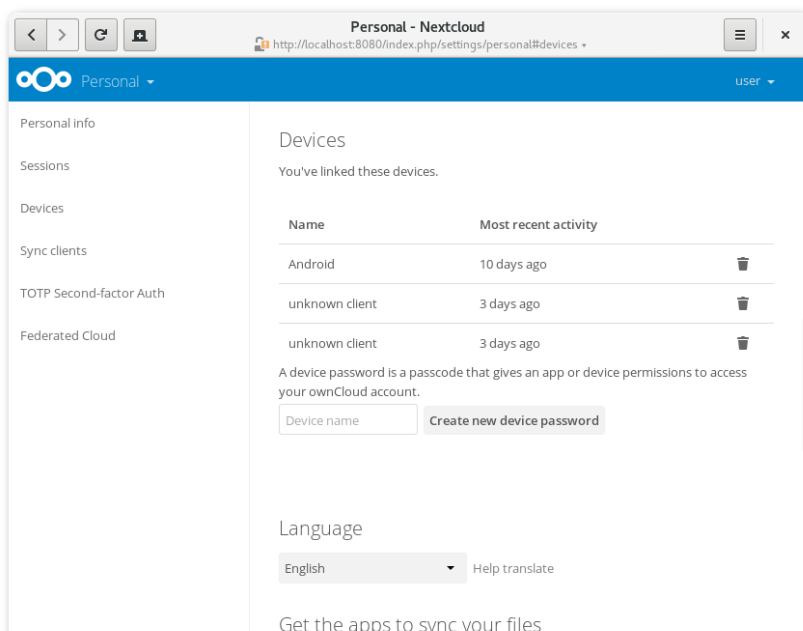 Personal - Nextcloud
http://localhost:8080/index.php/settings/personal#devices
Personal
user
Personal info
Sessions
Devices
Sync clients
TOTP Second-factor Auth
Federated Cloud
Devices
You've linked these devices.
Name Most recent activity
Android 10 days ago
unknown client 3 days ago
unknown client 3 days ago
A device password is a passcode that gives an app or device permissions to access
your ownCloud account.
Device name Create new device password
Language
English Help translate
Get the apps to sync your files